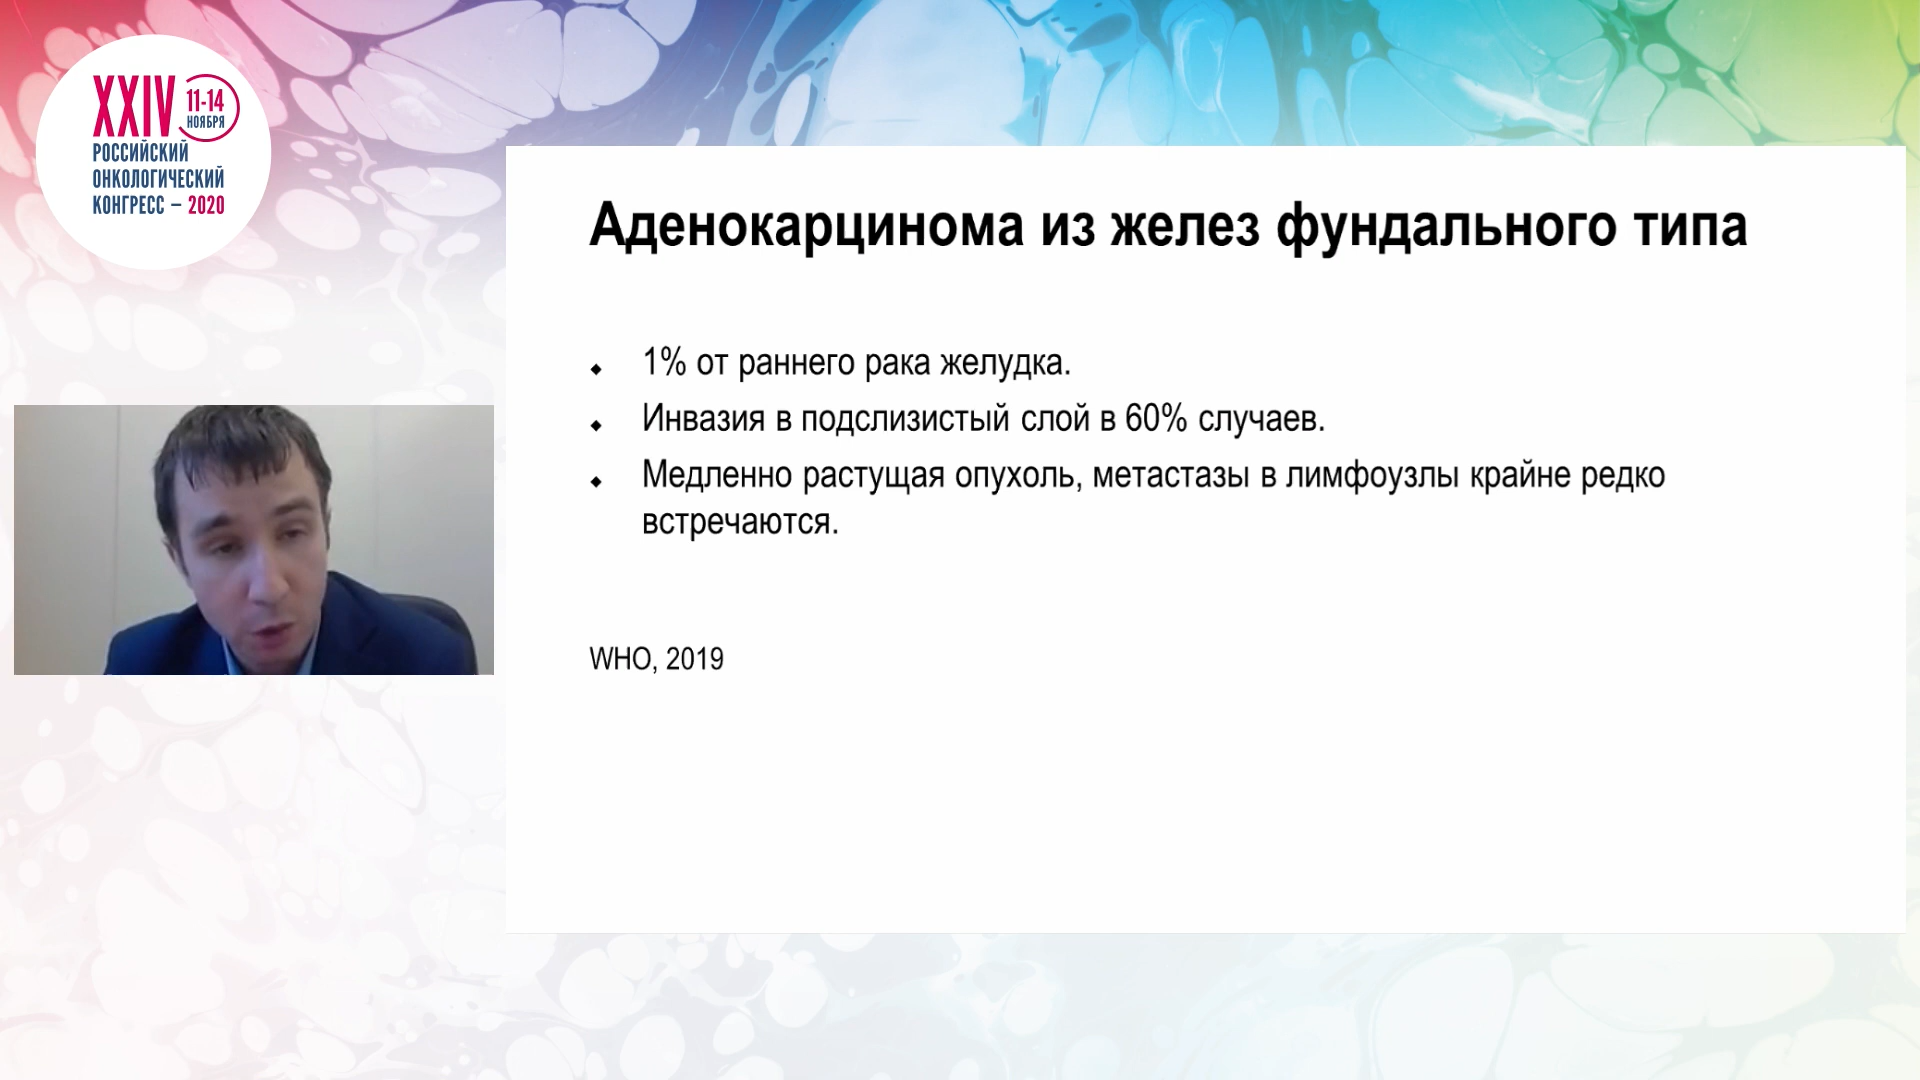 XXIV
11-14
НОЯБРЯ
РОССИЙСКИЙ
ОНКОЛОГИЧЕСКИЙ
КОНГРЕСС – 2020
Аденокарцинома из желез фундального типа
1% от раннего рака желудка.
Инвазия в подслизистый слой в 60% случаев.
Медленно растущая опухоль, метастазы в лимфоузлы крайне редко
встречаются.
WHO, 2019